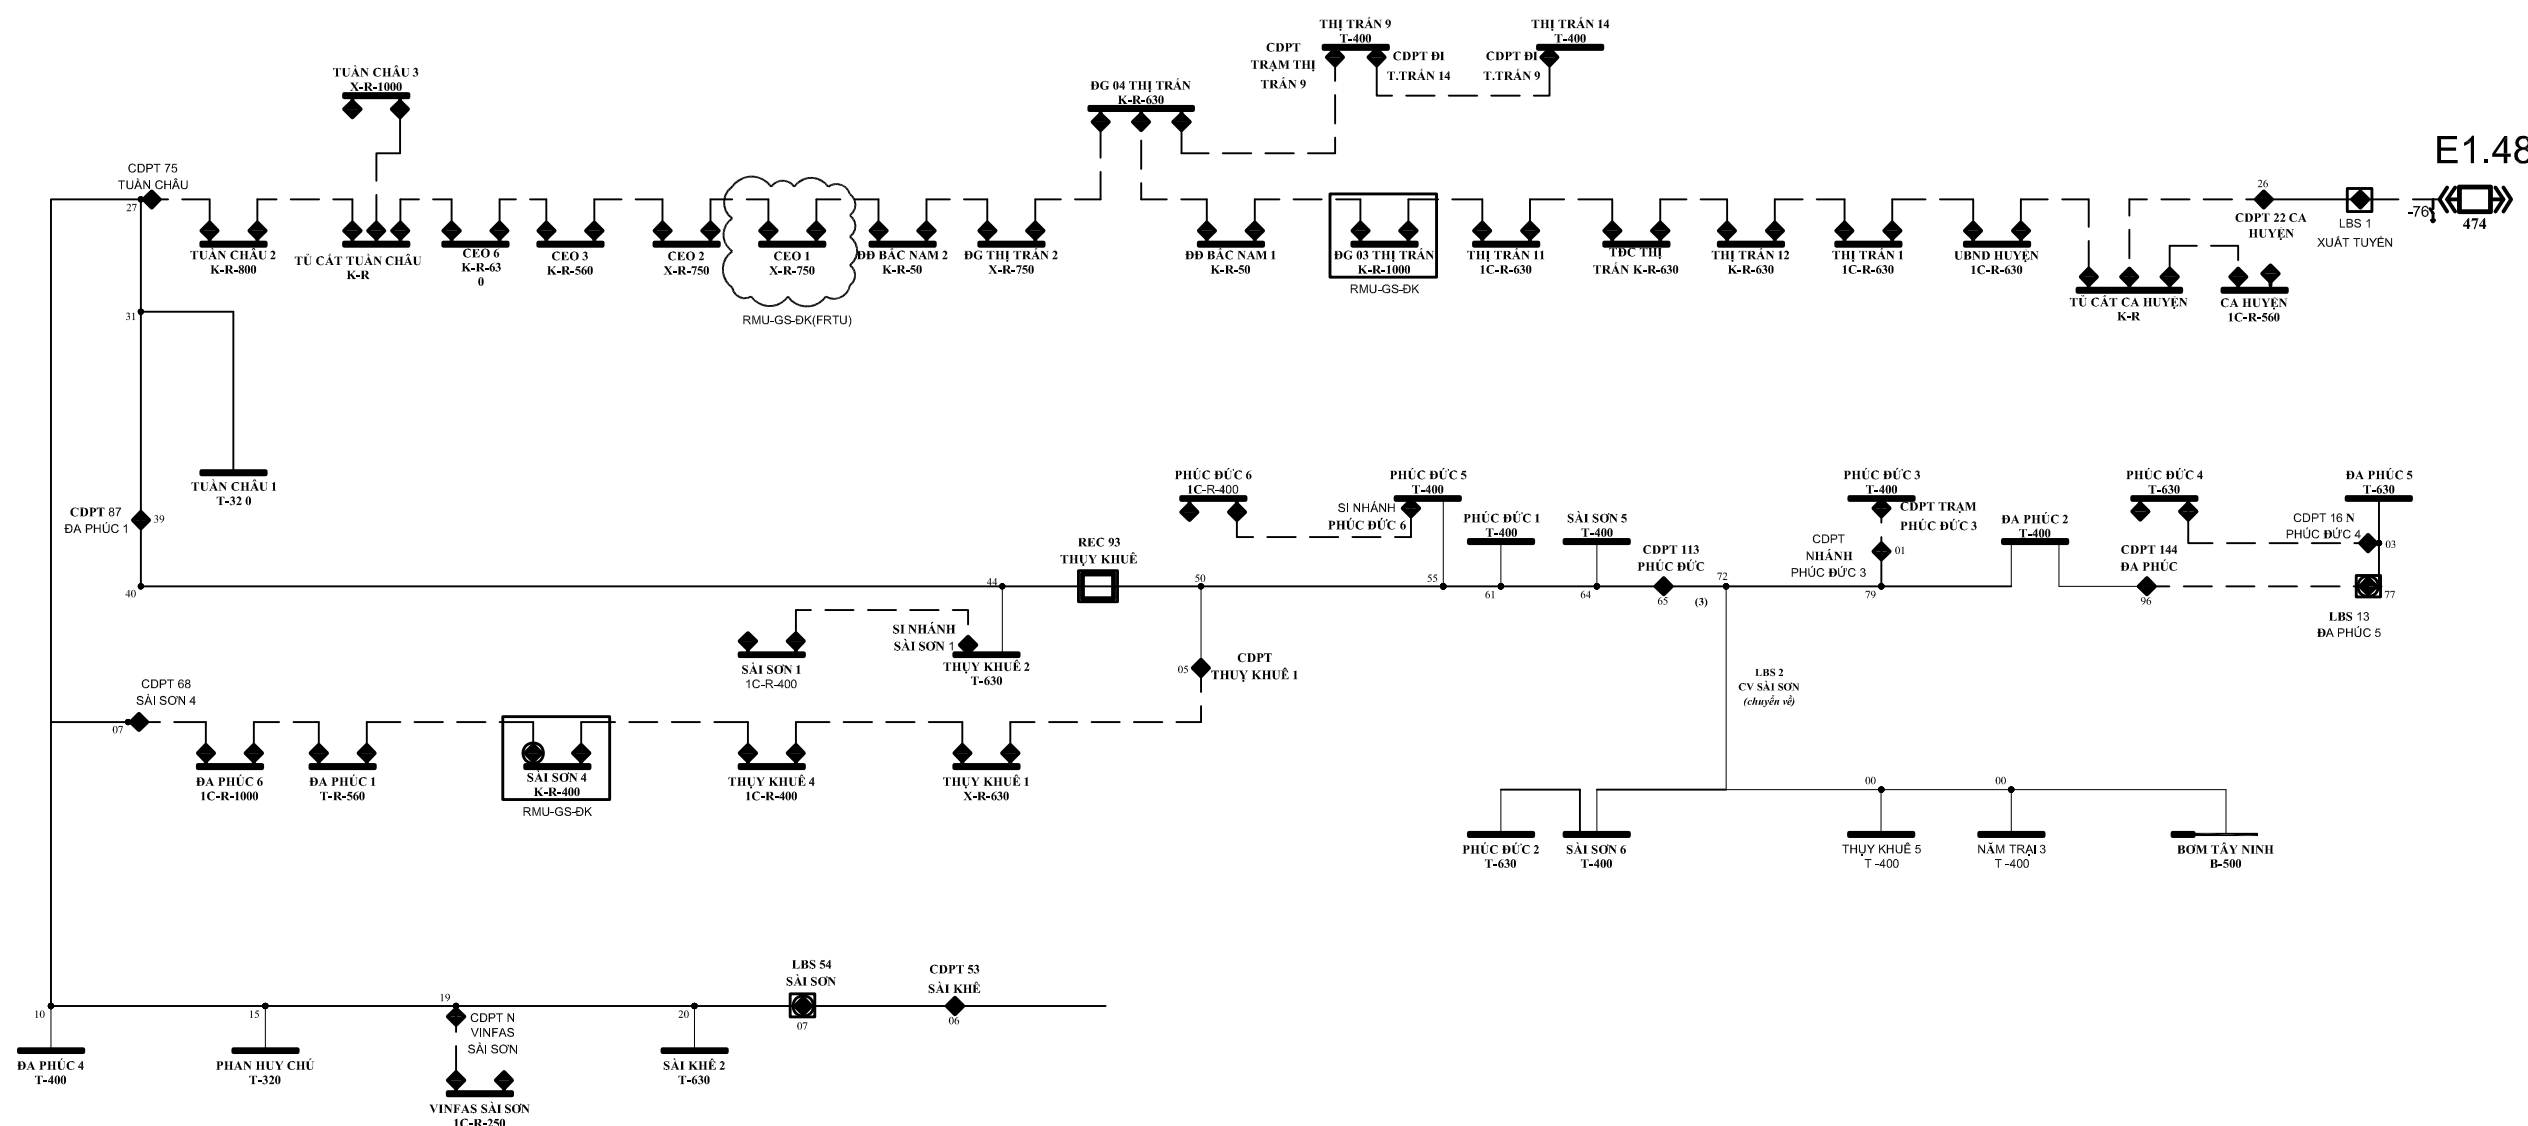 THỊ TRẤN 9
T-400
THỊ TRẤN 14
T-400
CDPT
TRẠM THỊ
TRẤN 9
CDPT ĐI
T.TRẤN 14
CDPT ĐI
T.TRẤN 9
TUẦN CHÂU 3
X-R-1000
ĐG 04 THỊ TRẤN
K-R-630
E1.48
CDPT 75
TUẦN CHÂU
27
TUẦN CHÂU 2
K-R-800
TỦ CẮT TUẦN CHÂU
K-R
CEO 6
K-R-63
0
CEO 3
K-R-560
CEO 2
X-R-750
CEO 1
X-R-750
RMU-GS-ĐK(FRTU)
ĐĐ BẮC NAM 2
K-R-50
ĐG THỊ TRẤN 2
X-R-750
ĐĐ BẮC NAM 1
K-R-50
ĐG 03 THỊ TRẤN
K-R-1000
RMU-GS-ĐK
THỊ TRẤN 11
1C-R-630
TĐC THỊ
TRẤN K-R-630
THỊ TRẤN 12
K-R-630
THỊ TRẤN 1
1C-R-630
UBND HUYỆN
1C-R-630
TỦ CẮT CA HUYỆN
K-R
CA HUYỆN
1C-R-560
26
CDPT 22 CA
HUYỆN
LBS 1
XUẤT TUYẾN
-76
474
31
TUẦN CHÂU 1
T-32 0
CDPT 87
ĐA PHÚC 1
39
40
44
REC 93
THỤY KHUÊ
50
PHÚC ĐỨC 6
1C-R-400
SI NHÁNH
PHÚC ĐỨC 6
PHÚC ĐỨC 5
T-400
55
PHÚC ĐỨC 1
T-400
61
SÀI SƠN 5
T-400
64
CDPT 113
PHÚC ĐỨC
65
(3)
72
PHÚC ĐỨC 3
T-400
CDPT TRẠM
PHÚC ĐỨC 3
CDPT
NHÁNH
PHÚC ĐỨC 3
01
79
ĐA PHÚC 2
T-400
CDPT 144
ĐA PHÚC
96
PHÚC ĐỨC 4
T-630
ĐA PHÚC 5
T-630
CDPT 16 N
PHÚC ĐỨC 4
03
77
LBS 13
ĐA PHÚC 5
SÀI SƠN 1
1C-R-400
SI NHÁNH
SÀI SƠN 1
THỤY KHUÊ 2
T-630
05
CDPT
THUỴ KHUÊ 1
LBS 2
CV SÀI SƠN
(chuyển về)
CDPT 68
SÀI SƠN 4
07
ĐA PHÚC 6
1C-R-1000
ĐA PHÚC 1
T-R-560
SÀI SƠN 4
K-R-400
RMU-GS-ĐK
THỤY KHUÊ 4
1C-R-400
THỤY KHUÊ 1
X-R-630
00
00
PHÚC ĐỨC 2
T-630
SÀI SƠN 6
T-400
THỤY KHUÊ 5
T -400
NĂM TRẠI 3
T -400
BƠM TÂY NINH
B-500
10
ĐA PHÚC 4
T-400
15
PHAN HUY CHÚ
T-320
19
CDPT N
VINFAS
SÀI SƠN
VINFAS SÀI SƠN
1C-R-250
20
SÀI KHÊ 2
T-630
LBS 54
SÀI SƠN
07
CDPT 53
SÀI KHÊ
06